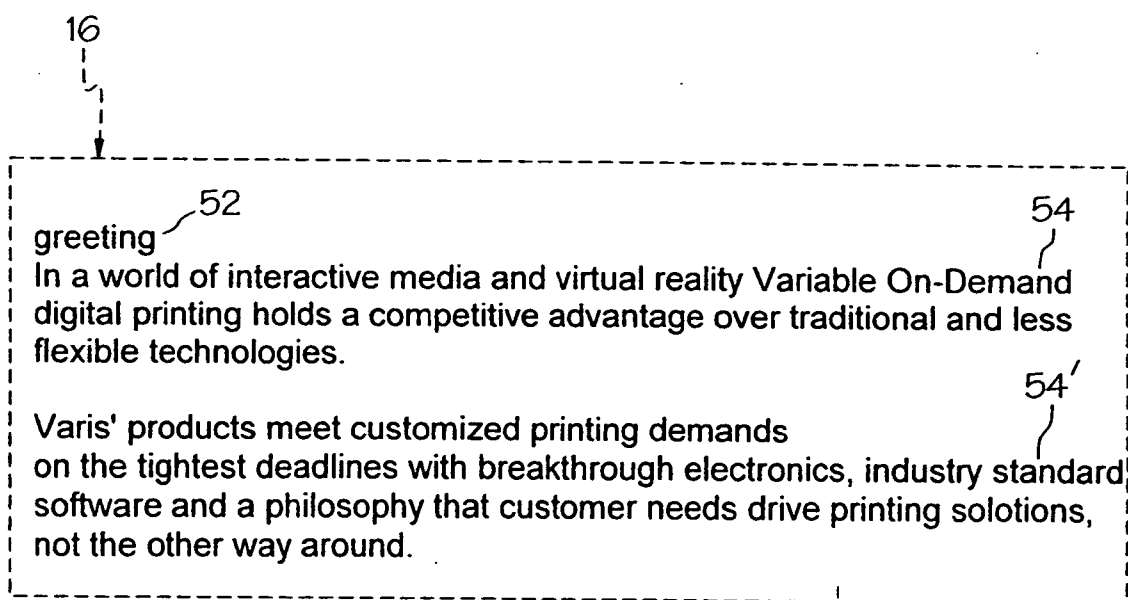 16
52
54
greeting
In a world of interactive media and virtual reality Variable On-Demand
digital printing holds a competitive advantage over traditional and less
flexible technologies.
54'
Varis' products meet customized printing demands
on the tightest deadlines with breakthrough electronics, industry standard
software and a philosophy that customer needs drive printing solotions,
not the other way around.